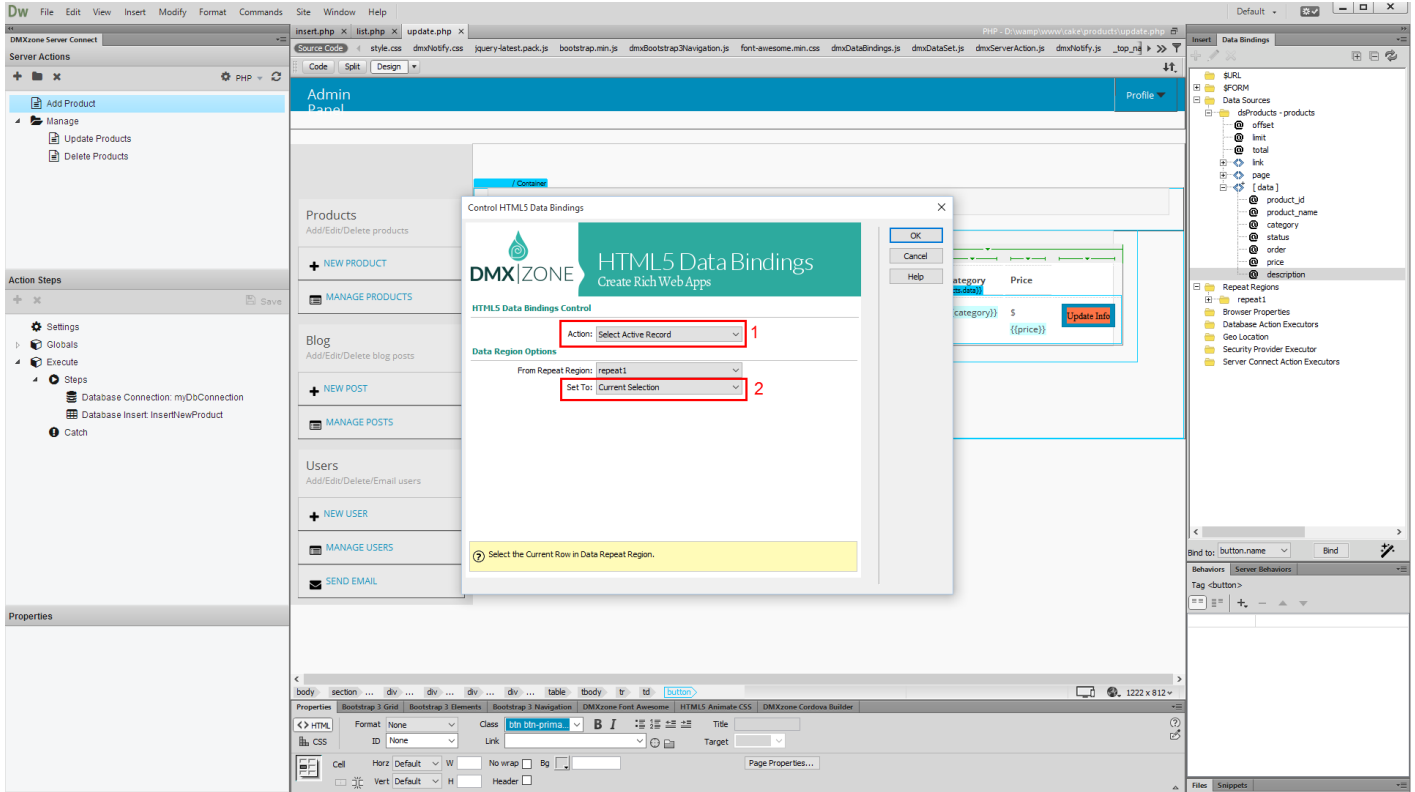 Dw File Edit View Insert Modify Format Commands Site Window Help Default
DMXzone Server Connect
Server Actions
PHP
Add Product
Manage
Update Products
Delete Products
Action Steps
Save
Settings
Globals
Execute
Steps
Database Connection: myDbConnection
Database Insert: InsertNewProduct
Catch
Properties
insert.php × list.php × update.php × PHP - D:\wamp\www\cake\products\update.php
Source Code style.css dmxNotify.css jquery-latest.pack.js bootstrap.min.js dmxBootstrap3Navigation.js font-awesome.min.css dmxDataBindings.js dmxDataSet.js dmxServerAction.js dmxNotify.js
Code Split Design
Admin
Panel
Profile
/ Container
Products
Add/Edit/Delete products
NEW PRODUCT
MANAGE PRODUCTS
Blog
Add/Edit/Delete blog posts
NEW POST
MANAGE POSTS
Users
Add/Edit/Delete/Email users
NEW USER
MANAGE USERS
SEND EMAIL
ategory Price
cts.data}}
category}} $
{{price}}
Update Info
Control HTML5 Data Bindings
DMX|ZONE
HTML5 Data Bindings
Create Rich Web Apps
OK
Cancel
Help
HTML5 Data Bindings Control
Action: Select Active Record 1
Data Region Options
From Repeat Region: repeat1
Set To: Current Selection 2
? Select the Current Row in Data Repeat Region.
body section ... div ... div ... div ... div ... table tbody tr td button
1222 x 812
Properties Bootstrap 3 Grid Bootstrap 3 Elements Bootstrap 3 Navigation DMXzone Font Awesome HTML5 Animate CSS DMXzone Cordova Builder
<> HTML Format None Class btn btn-prima... B I Title
CSS ID None Link Target
Cell Horz Default W No wrap Bg Page Properties...
Vert Default H Header
Insert Data Bindings
$URL
$FORM
Data Sources
dsProducts - products
@ offset
@ limit
@ total
link
page
[ data ]
@ product_id
@ product_name
@ category
@ status
@ order
@ price
@ description
Repeat Regions
repeat1
Browser Properties
Database Action Executors
Geo Location
Security Provider Executor
Server Connect Action Executors
Bind to: button.name Bind
Behaviors Server Behaviors
Tag <button>
Files Snippets